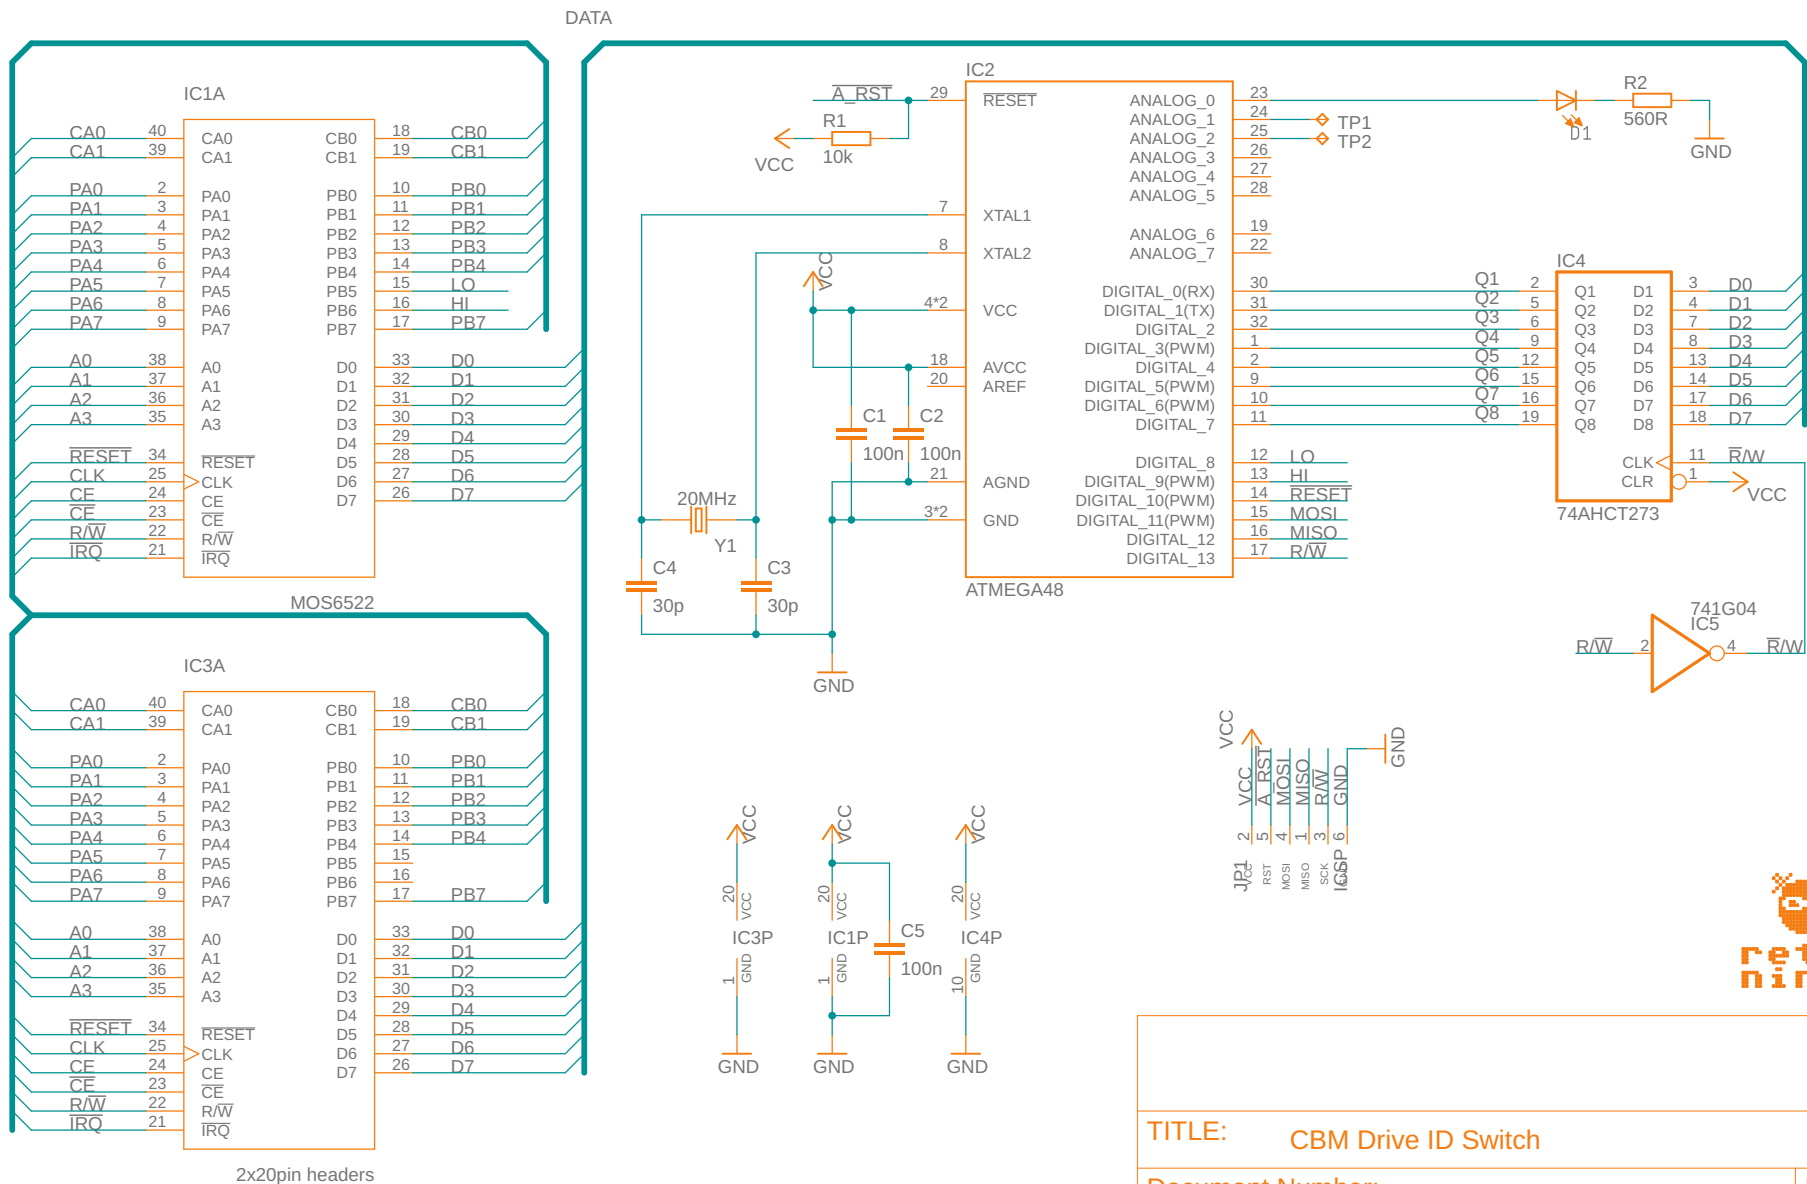 DATA
IC1A
CA0 40 CA0 CB0 18 CB0
CA1 39 CA1 CB1 19 CB1
PA0 2 PA0 PB0 10 PB0
PA1 3 PA1 PB1 11 PB1
PA2 4 PA2 PB2 12 PB2
PA3 5 PA3 PB3 13 PB3
PA4 6 PA4 PB4 14 PB4
PA5 7 PA5 PB5 15 LO
PA6 8 PA6 PB6 16 HI
PA7 9 PA7 PB7 17 PB7
A0 38 A0 D0 33 D0
A1 37 A1 D1 32 D1
A2 36 A2 D2 31 D2
A3 35 A3 D3 30 D3
D4 29 D4
RESET 34 RESET D5 28 D5
CLK 25 CLK D6 27 D6
CE 24 CE D7 26 D7
CE 23 CE
R/W 22 R/W
IRQ 21 IRQ
MOS6522
IC3A
CA0 40 CA0 CB0 18 CB0
CA1 39 CA1 CB1 19 CB1
PA0 2 PA0 PB0 10 PB0
PA1 3 PA1 PB1 11 PB1
PA2 4 PA2 PB2 12 PB2
PA3 5 PA3 PB3 13 PB3
PA4 6 PA4 PB4 14 PB4
PA5 7 PA5 PB5 15
PA6 8 PA6 PB6 16
PA7 9 PA7 PB7 17 PB7
A0 38 A0 D0 33 D0
A1 37 A1 D1 32 D1
A2 36 A2 D2 31 D2
A3 35 A3 D3 30 D3
D4 29 D4
RESET 34 RESET D5 28 D5
CLK 25 CLK D6 27 D6
CE 24 CE D7 26 D7
CE 23 CE
R/W 22 R/W
IRQ 21 IRQ
2x20pin headers
IC2
A_RST 29 RESET ANALOG_0 23
R1 ANALOG_1 24 TP1
VCC 10k ANALOG_2 25 TP2
ANALOG_3 26
ANALOG_4 27
ANALOG_5 28
7 XTAL1
ANALOG_6 19
8 XTAL2 ANALOG_7 22
VCC
DIGITAL_0(RX) 30
4*2 VCC DIGITAL_1(TX) 31
DIGITAL_2 32
DIGITAL_3(PWM) 1
18 AVCC DIGITAL_4 2
20 AREF DIGITAL_5(PWM) 9
DIGITAL_6(PWM) 10
C1 C2 DIGITAL_7 11
100n 100n
DIGITAL_8 12 LO
21 AGND DIGITAL_9(PWM) 13 HI
DIGITAL_10(PWM) 14 RESET
3*2 GND DIGITAL_11(PWM) 15 MOSI
DIGITAL_12 16 MISO
DIGITAL_13 17 R/W
20MHz
Y1
C4 C3
30p 30p
ATMEGA48
GND
D1
R2
560R
GND
IC4
Q1 2 Q1 D1 3 D0
Q2 5 Q2 D2 4 D1
Q3 6 Q3 D3 7 D2
Q4 9 Q4 D4 8 D3
Q5 12 Q5 D5 13 D4
Q6 15 Q6 D6 14 D5
Q7 16 Q7 D7 17 D6
Q8 19 Q8 D8 18 D7
CLK 11 R/W
CLR 1 VCC
74AHCT273
741G04
IC5
R/W 2 4 R/W
VCC GND
VCC A_RST MOSI MISO R/W GND
2 5 4 1 3 6
JP1 VCC RST MOSI MISO SCK ICSP
VCC VCC VCC
20 VCC 20 VCC 20 VCC
IC3P IC1P C5 IC4P
100n
1 GND 1 GND 10 GND
GND GND GND
TITLE: CBM Drive ID Switch